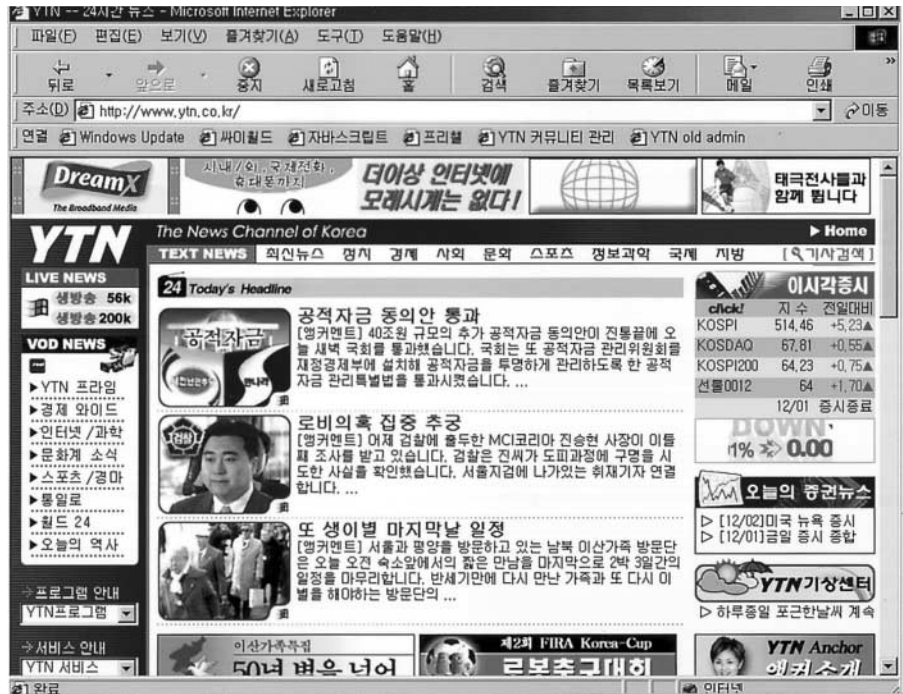 YTN -- 24시간 뉴스 - Microsoft Internet Explorer
파일(F) 편집(E) 보기(V) 즐겨찾기(A) 도구(T) 도움말(H)
뒤로 앞으로 중지 새로고침 홈 검색 즐겨찾기 목록보기 메일 인쇄
주소(D) http://www.ytn.co.kr/ 이동
연결 Windows Update 싸이월드 자바스크립트 프리첼 YTN 커뮤니티 관리 YTN old admin
DreamX
The Broadband Media
시내/외, 국제전화,
휴대폰까지
더이상 인터넷에
모래시계는 없다!
태극전사들과
함께 뜁니다
YTN
The News Channel of Korea
▶ Home
TEXT NEWS 최신뉴스 정치 경제 사회 문화 스포츠 정보과학 국제 지방 [기사검색]
LIVE NEWS
생방송 56k
생방송 200k
VOD NEWS
▶YTN 프라임
▶경제 와이드
▶인터넷/과학
▶문화계 소식
▶스포츠/경마
▶통일로
▶월드 24
▶오늘의 역사
→프로그램 안내
YTN프로그램
→서비스 안내
YTN 서비스
24 Today's Headline
공적자금
공적자금 동의안 통과
[앵커멘트] 40조원 규모의 추가 공적자금 동의안이 진통끝에 오
늘 새벽 국회를 통과했습니다. 국회는 또 공적자금 관리위원회를
재정경제부에 설치해 공적자금을 투명하게 관리하도록 한 공적
자금 관리특별법을 통과시켰습니다. ...
검찰
로비의혹 집중 추궁
[앵커멘트] 어제 검찰에 출두한 MCI코리아 진승현 사장이 이틀
째 조사를 받고 있습니다. 검찰은 진씨가 도피과정에 구명을 시
도한 사실을 확인했습니다. 서울지검에 나가있는 취재기자 연결
합니다. ...
또 생이별 마지막날 일정
[앵커멘트] 서울과 평양을 방문하고 있는 남북 이산가족 방문단
은 오늘 오전 숙소앞에서의 짧은 만남을 마지막으로 2박 3일간의
일정을 마무리합니다. 반세기만에 다시 만난 가족과 또 다시 이
별을 해야하는 방문단의 ...
이산가족특집
50년 벽을 넘어
제2회 FIRA Korea-Cup
로봇축구대회
이시각증시
click! 지수 전일대비
KOSPI 514,46 +5,23▲
KOSDAQ 67,81 +0,55▲
KOSPI200 64,23 +0,75▲
선물0012 64 +1,70▲
12/01 증시종료
DOWN
1% 0.00
오늘의 증권뉴스
▷ [12/02]미국 뉴욕 증시
▷ [12/01]금일 증시 종합
YTN기상센터
▷ 하루종일 포근한날씨 계속
YTN Anchor
앵커소개
완료
인터넷